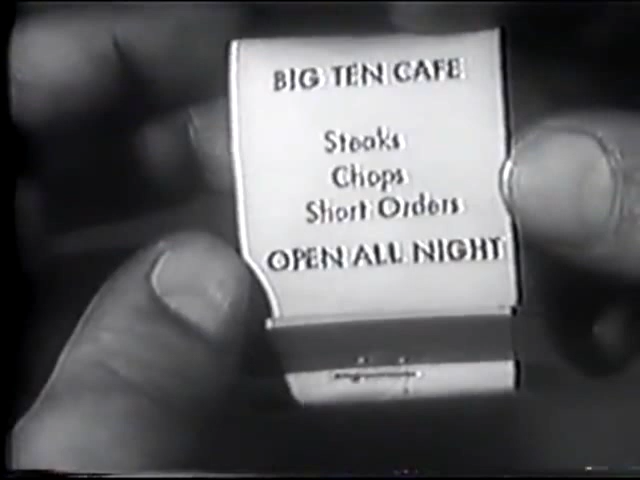 BIG TEN CAFE
Steaks
Chops
Short Orders
OPEN ALL NIGHT